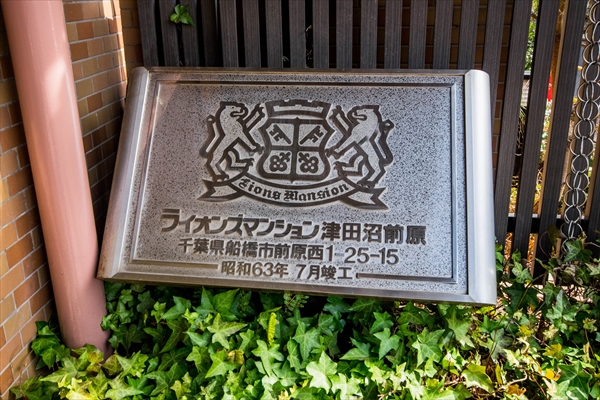 Lions Mansion
ライオンズマンション津田沼前原
千葉県船橋市前原西1-25-15
昭和63年 7月竣工